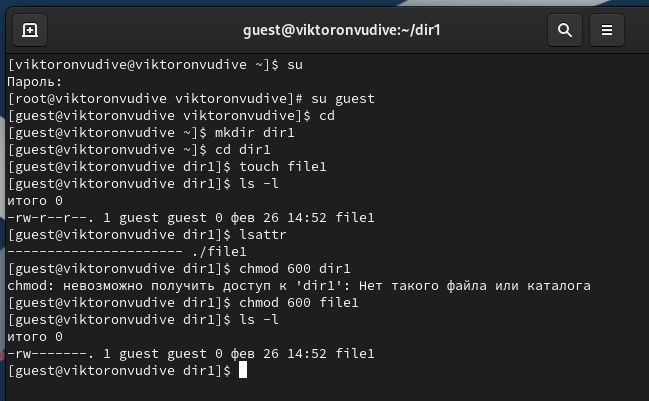 guest@viktoronvudive:~/dir1
[viktoronvudive@viktoronvudive ~]$ su
Пароль:
[root@viktoronvudive viktoronvudive]# su guest
[guest@viktoronvudive viktoronvudive]$ cd
[guest@viktoronvudive ~]$ mkdir dir1
[guest@viktoronvudive ~]$ cd dir1
[guest@viktoronvudive dir1]$ touch file1
[guest@viktoronvudive dir1]$ ls -l
итого 0
-rw-r--r--. 1 guest guest 0 фев 26 14:52 file1
[guest@viktoronvudive dir1]$ lsattr
---------------------- ./file1
[guest@viktoronvudive dir1]$ chmod 600 dir1
chmod: невозможно получить доступ к 'dir1': Нет такого файла или каталога
[guest@viktoronvudive dir1]$ chmod 600 file1
[guest@viktoronvudive dir1]$ ls -l
итого 0
-rw-------. 1 guest guest 0 фев 26 14:52 file1
[guest@viktoronvudive dir1]$